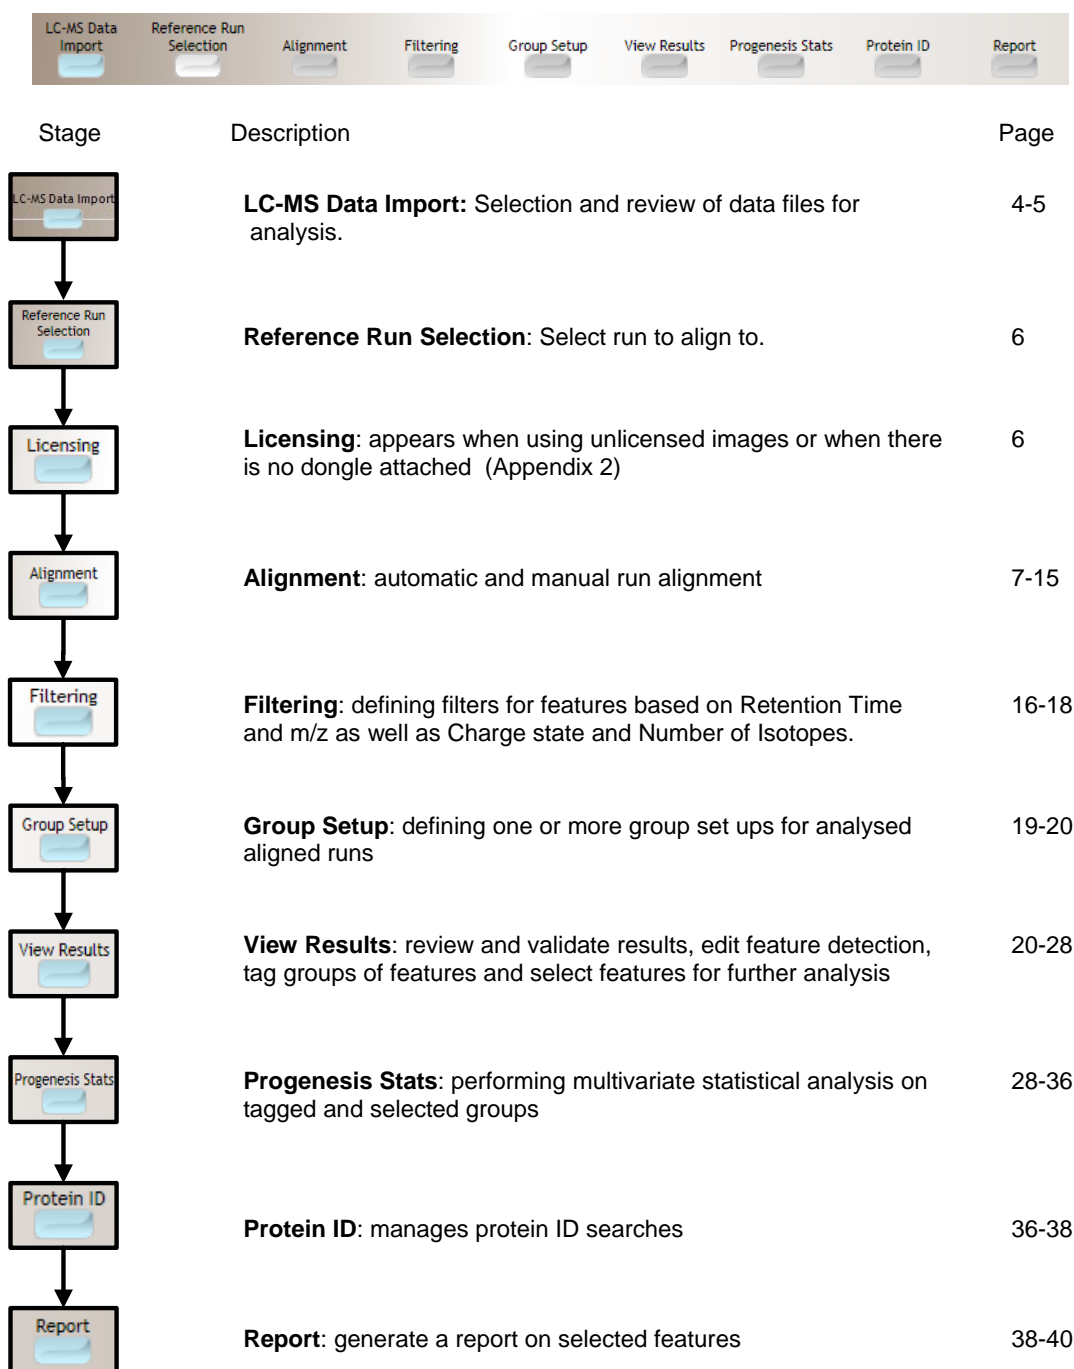 LC-MS Data Import
Reference Run Selection
Alignment
Filtering
Group Setup
View Results
Progenesis Stats
Protein ID
Report
Stage Description Page
LC-MS Data Import
LC-MS Data Import: Selection and review of data files for 4-5
analysis.
Reference Run
Selection
Reference Run Selection: Select run to align to. 6
Licensing
Licensing: appears when using unlicensed images or when there 6
is no dongle attached (Appendix 2)
Alignment
Alignment: automatic and manual run alignment 7-15
Filtering
Filtering: defining filters for features based on Retention Time 16-18
and m/z as well as Charge state and Number of Isotopes.
Group Setup
Group Setup: defining one or more group set ups for analysed 19-20
aligned runs
View Results
View Results: review and validate results, edit feature detection, 20-28
tag groups of features and select features for further analysis
Progenesis Stats
Progenesis Stats: performing multivariate statistical analysis on 28-36
tagged and selected groups
Protein ID
Protein ID: manages protein ID searches 36-38
Report
Report: generate a report on selected features 38-40